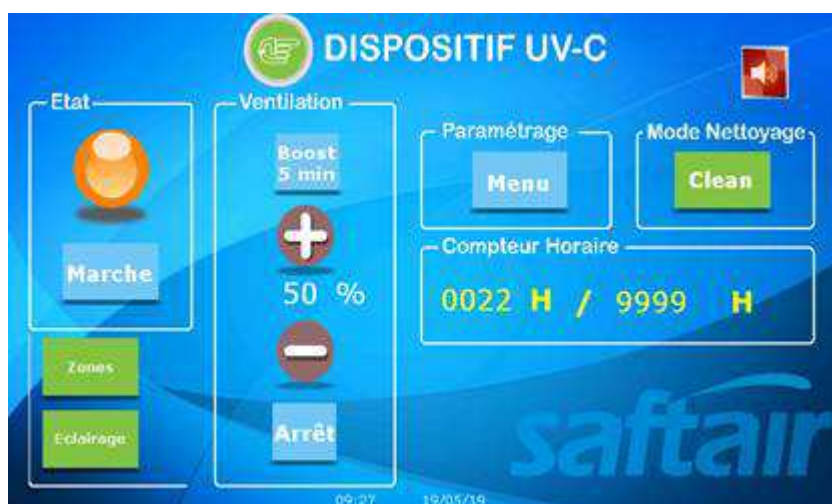 DISPOSITIF UV-C
Etat
Marche
Zones
Eclairage
Ventilation
Boost
5 min
50 %
Arrêt
Paramétrage
Menu
Mode Nettoyage
Clean
Compteur Horaire
0022 H / 9999 H
saftair
09:27 19/05/19